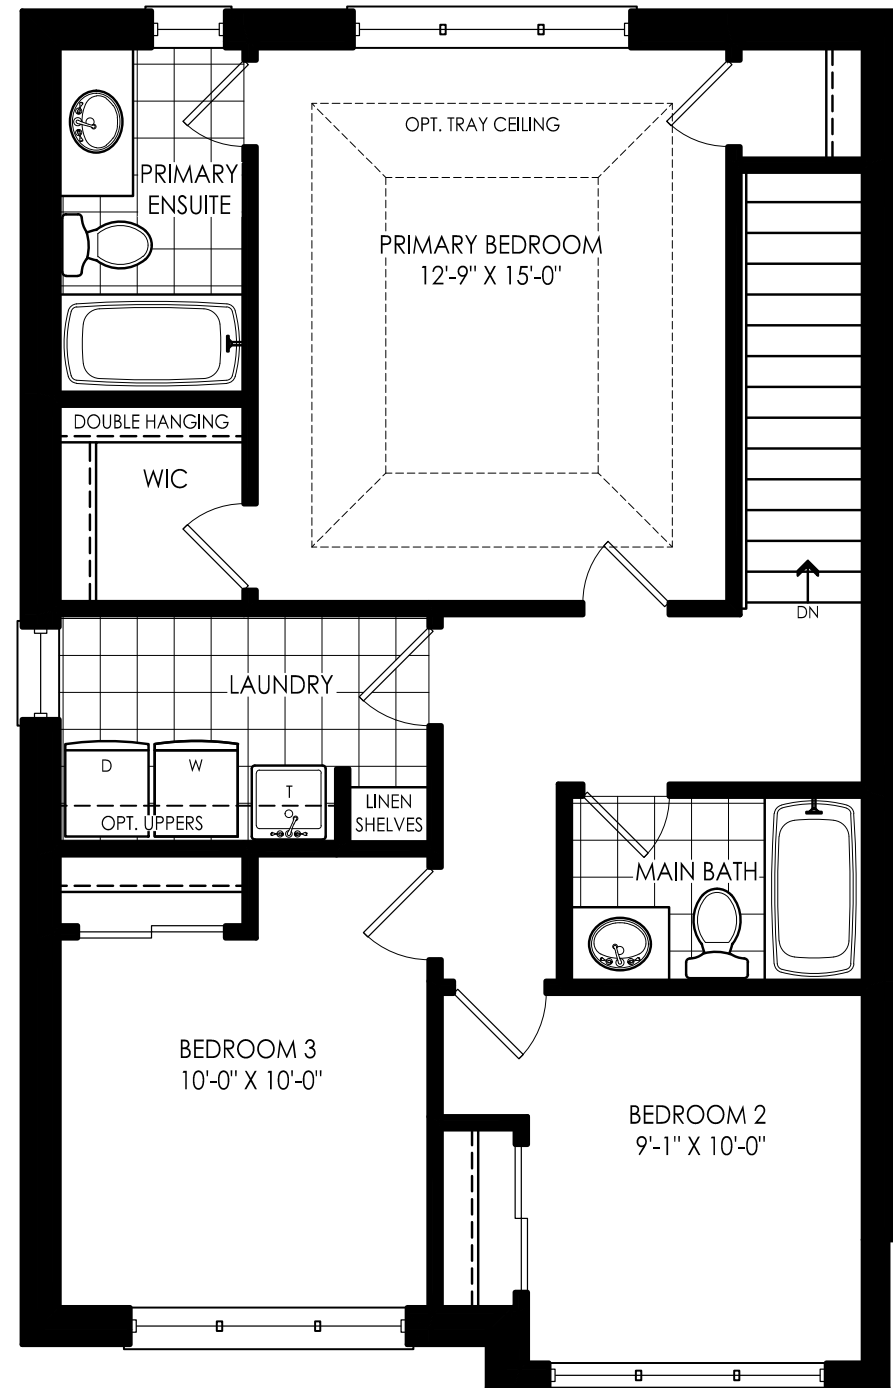 OPT. TRAY CEILING
PRIMARY
ENSUITE
PRIMARY BEDROOM
12'-9" X 15'-0"
DOUBLE HANGING
WIC
DN
LAUNDRY
D
W
T
OPT. UPPERS
LINEN
SHELVES
MAIN BATH
BEDROOM 3
10'-0" X 10'-0"
BEDROOM 2
9'-1" X 10'-0"